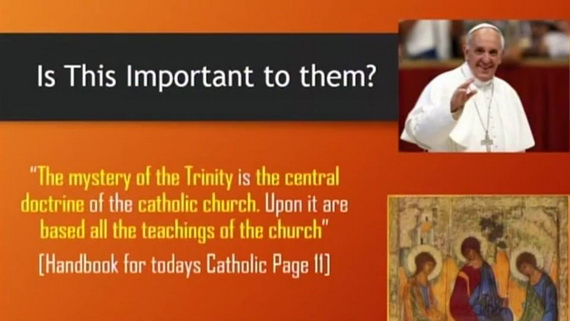 Is This Important to them?
“The mystery of the Trinity is the central
doctrine of the catholic church. Upon it are
based all the teachings of the church”
[Handbook for todays Catholic Page 11]